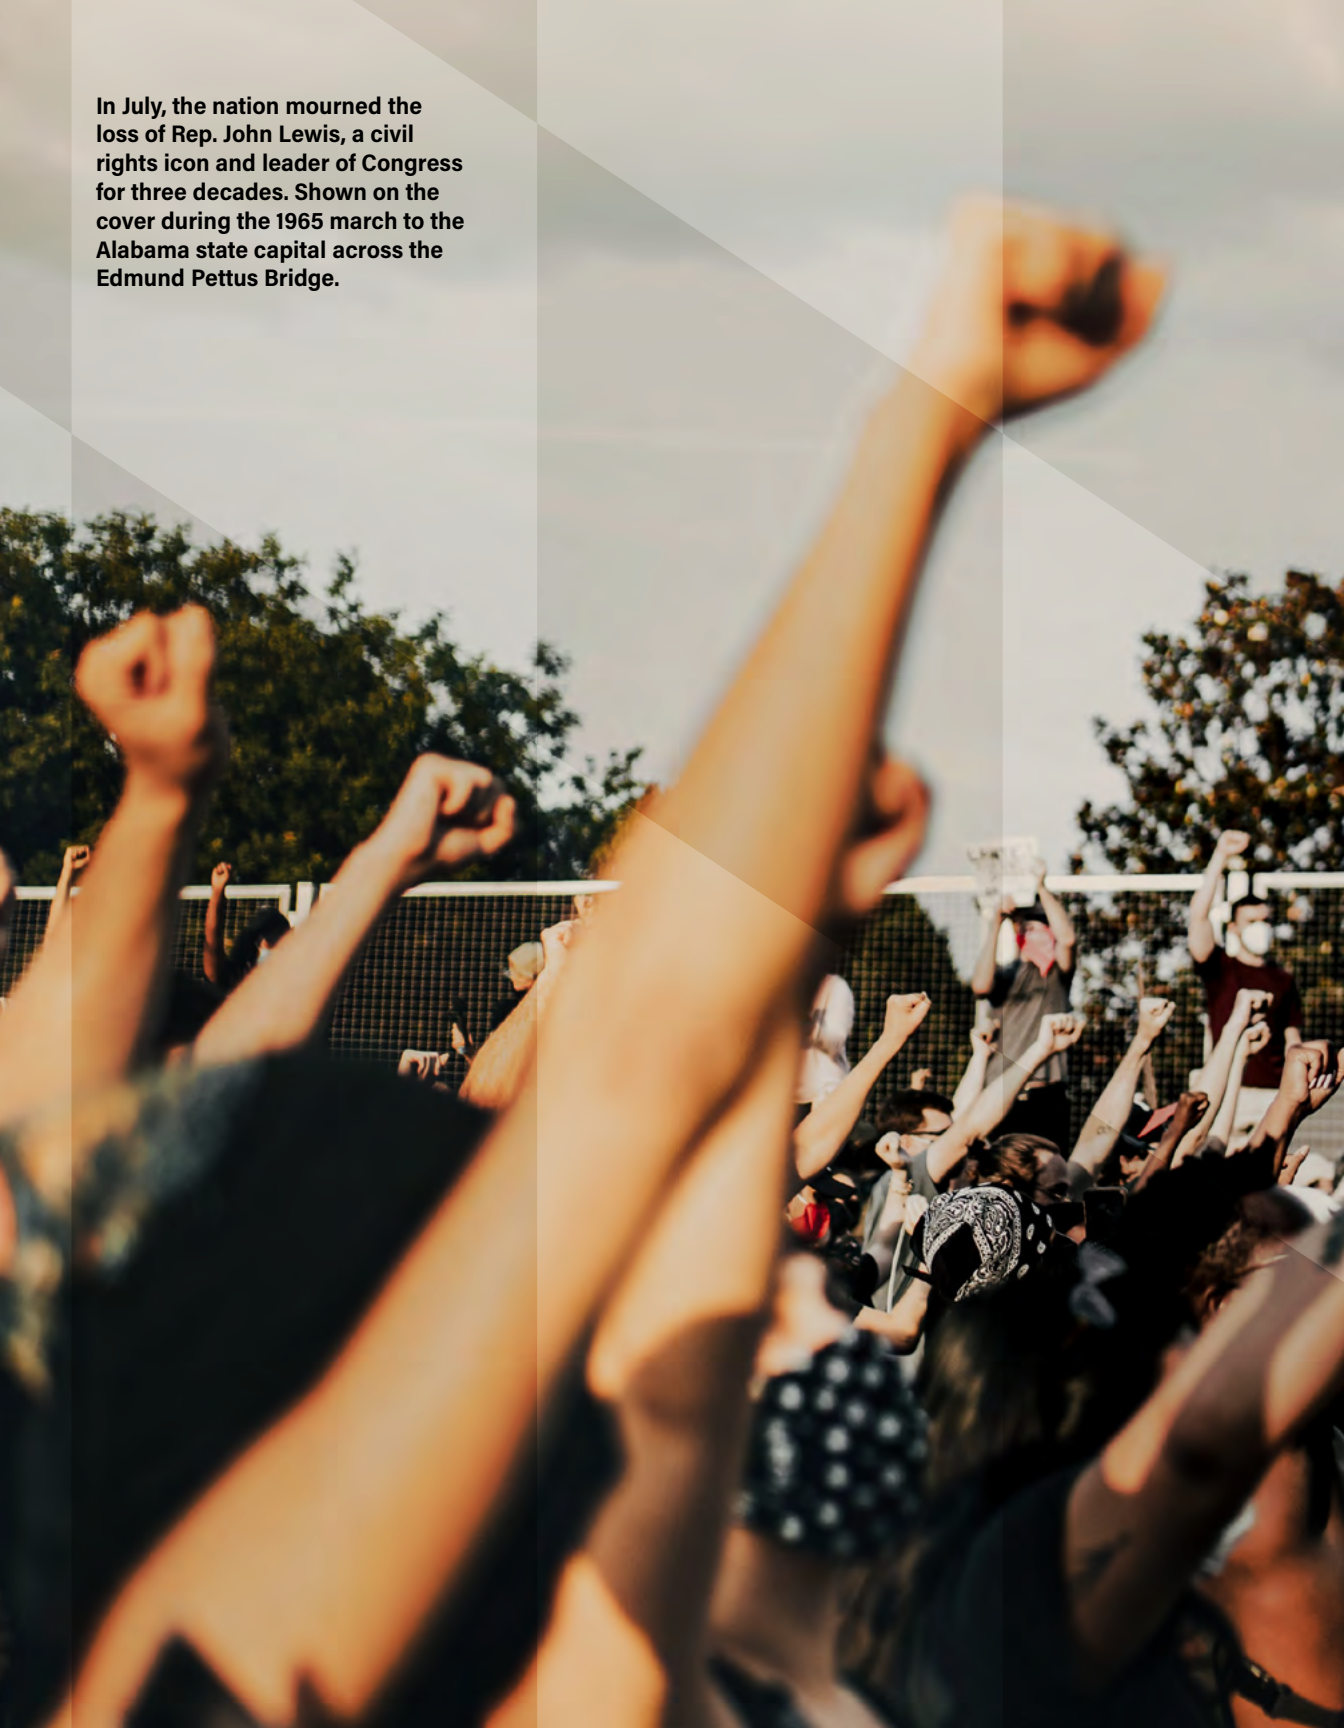 In July, the nation mourned the
loss of Rep. John Lewis, a civil
rights icon and leader of Congress
for three decades. Shown on the
cover during the 1965 march to the
Alabama state capital across the
Edmund Pettus Bridge.